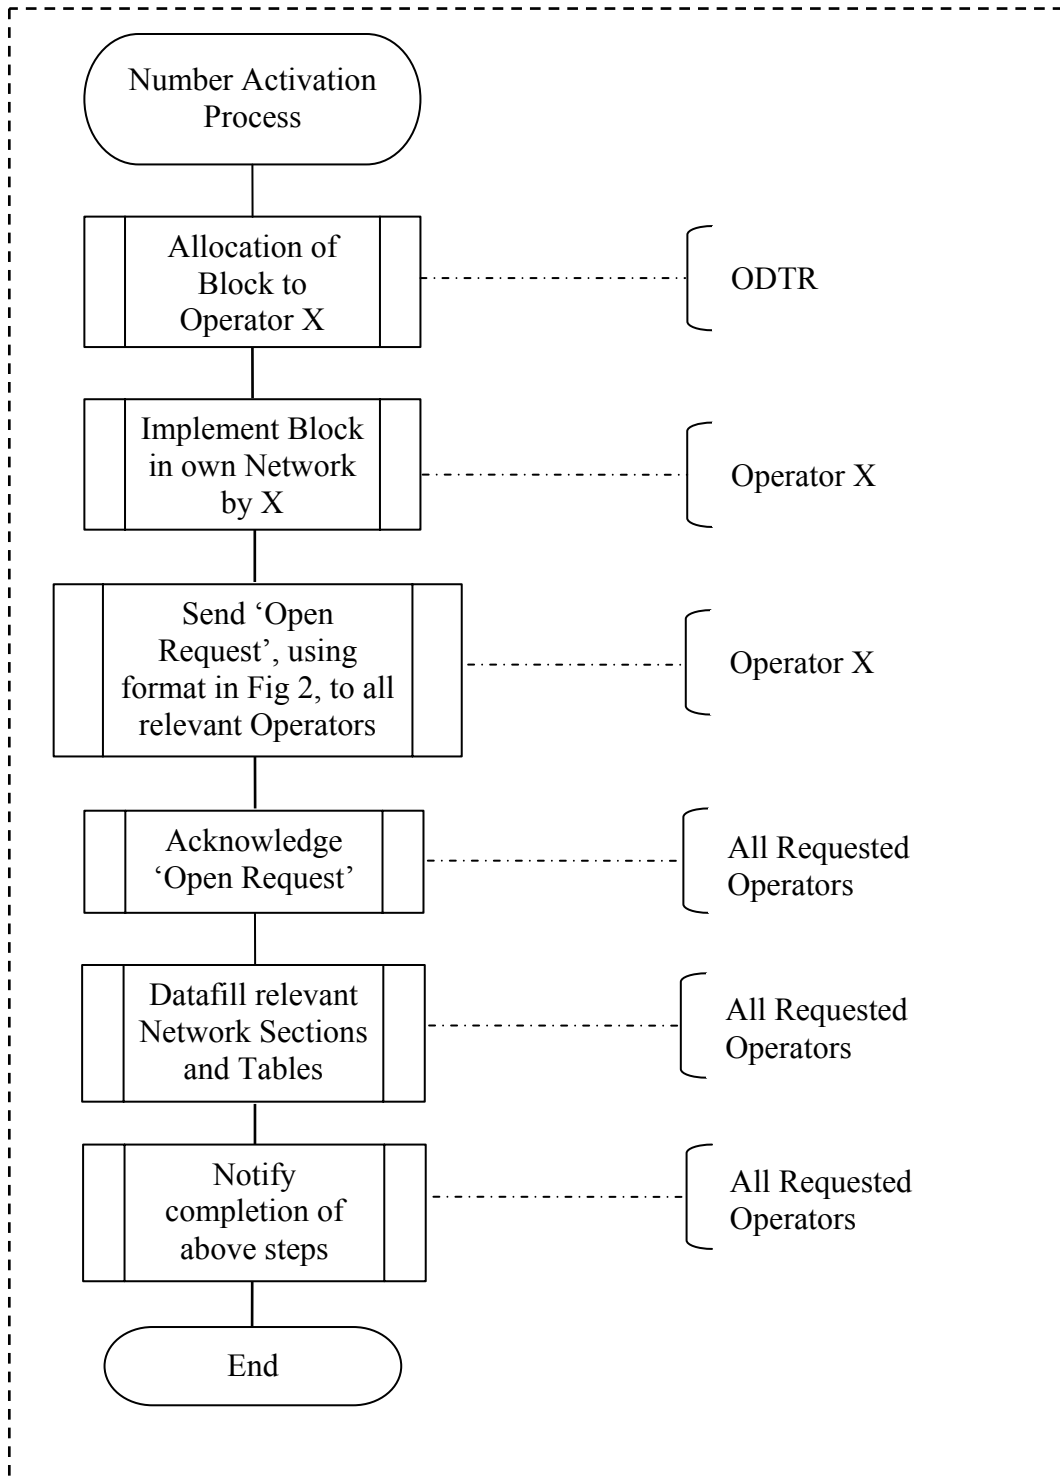 Number Activation
Process
Allocation of
Block to
Operator X
ODTR
Implement Block
in own Network
by X
Operator X
Send ‘Open
Request’, using
format in Fig 2, to all
relevant Operators
Operator X
Acknowledge
‘Open Request’
All Requested
Operators
Datafill relevant
Network Sections
and Tables
All Requested
Operators
Notify
completion of
above steps
All Requested
Operators
End